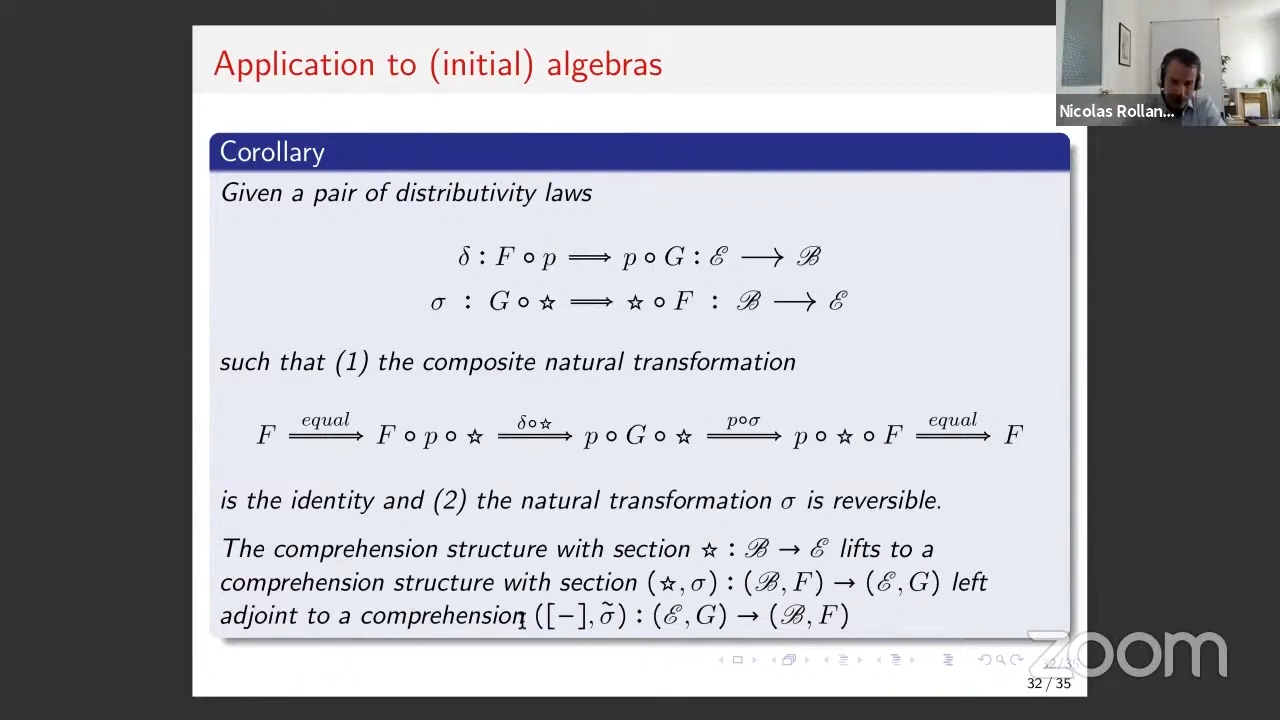 Application to (initial) algebras
Nicolas Rollan...
Corollary
Given a pair of distributivity laws
δ : F ∘ p ⟹ p ∘ G : ℰ ⟶ ℬ
σ : G ∘ ☆ ⟹ ☆ ∘ F : ℬ ⟶ ℰ
such that (1) the composite natural transformation
F =equal⟹ F ∘ p ∘ ☆ =δ∘☆⟹ p ∘ G ∘ ☆ =p∘σ⟹ p ∘ ☆ ∘ F =equal⟹ F
is the identity and (2) the natural transformation σ is reversible.
The comprehension structure with section ☆ : ℬ → ℰ lifts to a
comprehension structure with section (☆, σ) : (ℬ, F) → (ℰ, G) left
adjoint to a comprehension ([−], σ̃) : (ℰ, G) → (ℬ, F)
32 / 35
zoom